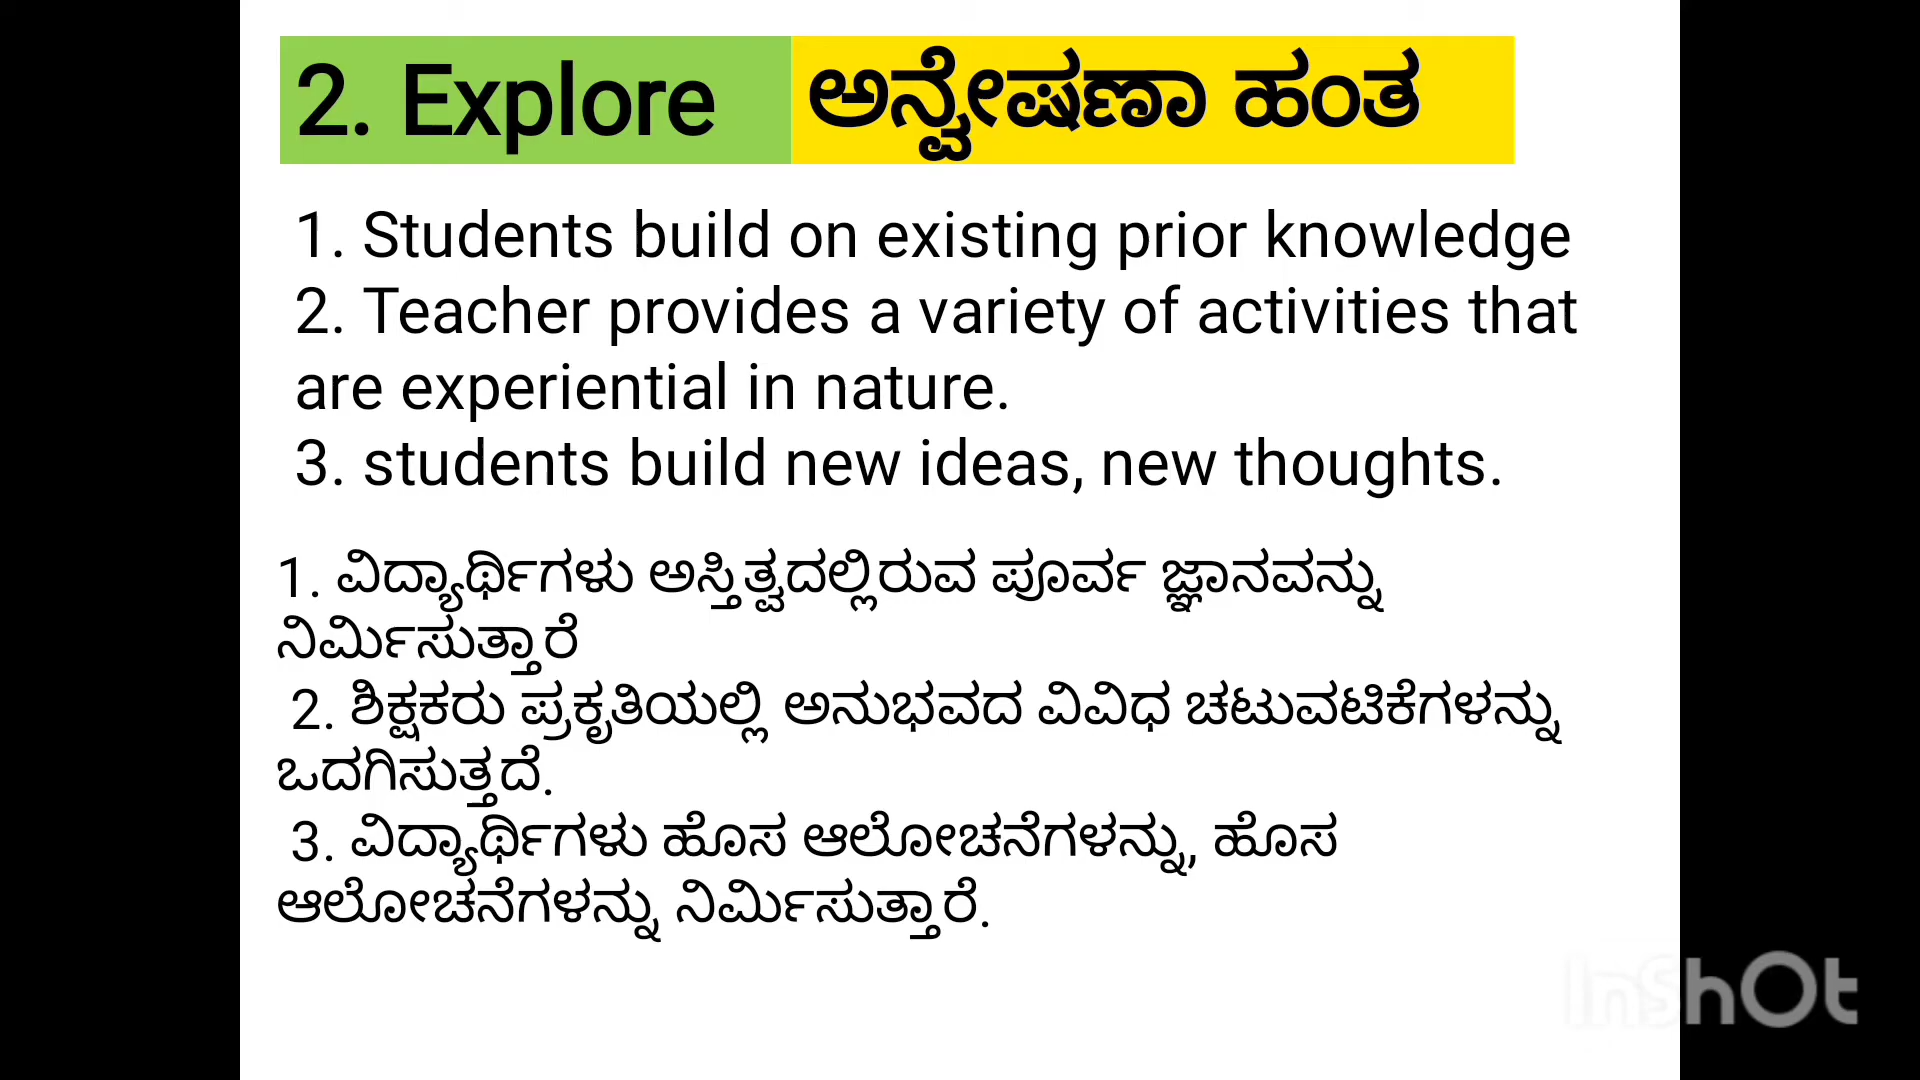 2. Explore ಅನ್ವೇಷಣಾ ಹಂತ
1. Students build on existing prior knowledge
2. Teacher provides a variety of activities that
are experiential in nature.
3. students build new ideas, new thoughts.
1. ವಿದ್ಯಾರ್ಥಿಗಳು ಅಸ್ತಿತ್ವದಲ್ಲಿರುವ ಪೂರ್ವ ಜ್ಞಾನವನ್ನು
ನಿರ್ಮಿಸುತ್ತಾರೆ
2. ಶಿಕ್ಷಕರು ಪ್ರಕೃತಿಯಲ್ಲಿ ಅನುಭವದ ವಿವಿಧ ಚಟುವಟಿಕೆಗಳನ್ನು
ಒದಗಿಸುತ್ತದೆ.
3. ವಿದ್ಯಾರ್ಥಿಗಳು ಹೊಸ ಆಲೋಚನೆಗಳನ್ನು, ಹೊಸ
ಆಲೋಚನೆಗಳನ್ನು ನಿರ್ಮಿಸುತ್ತಾರೆ.
InShOt